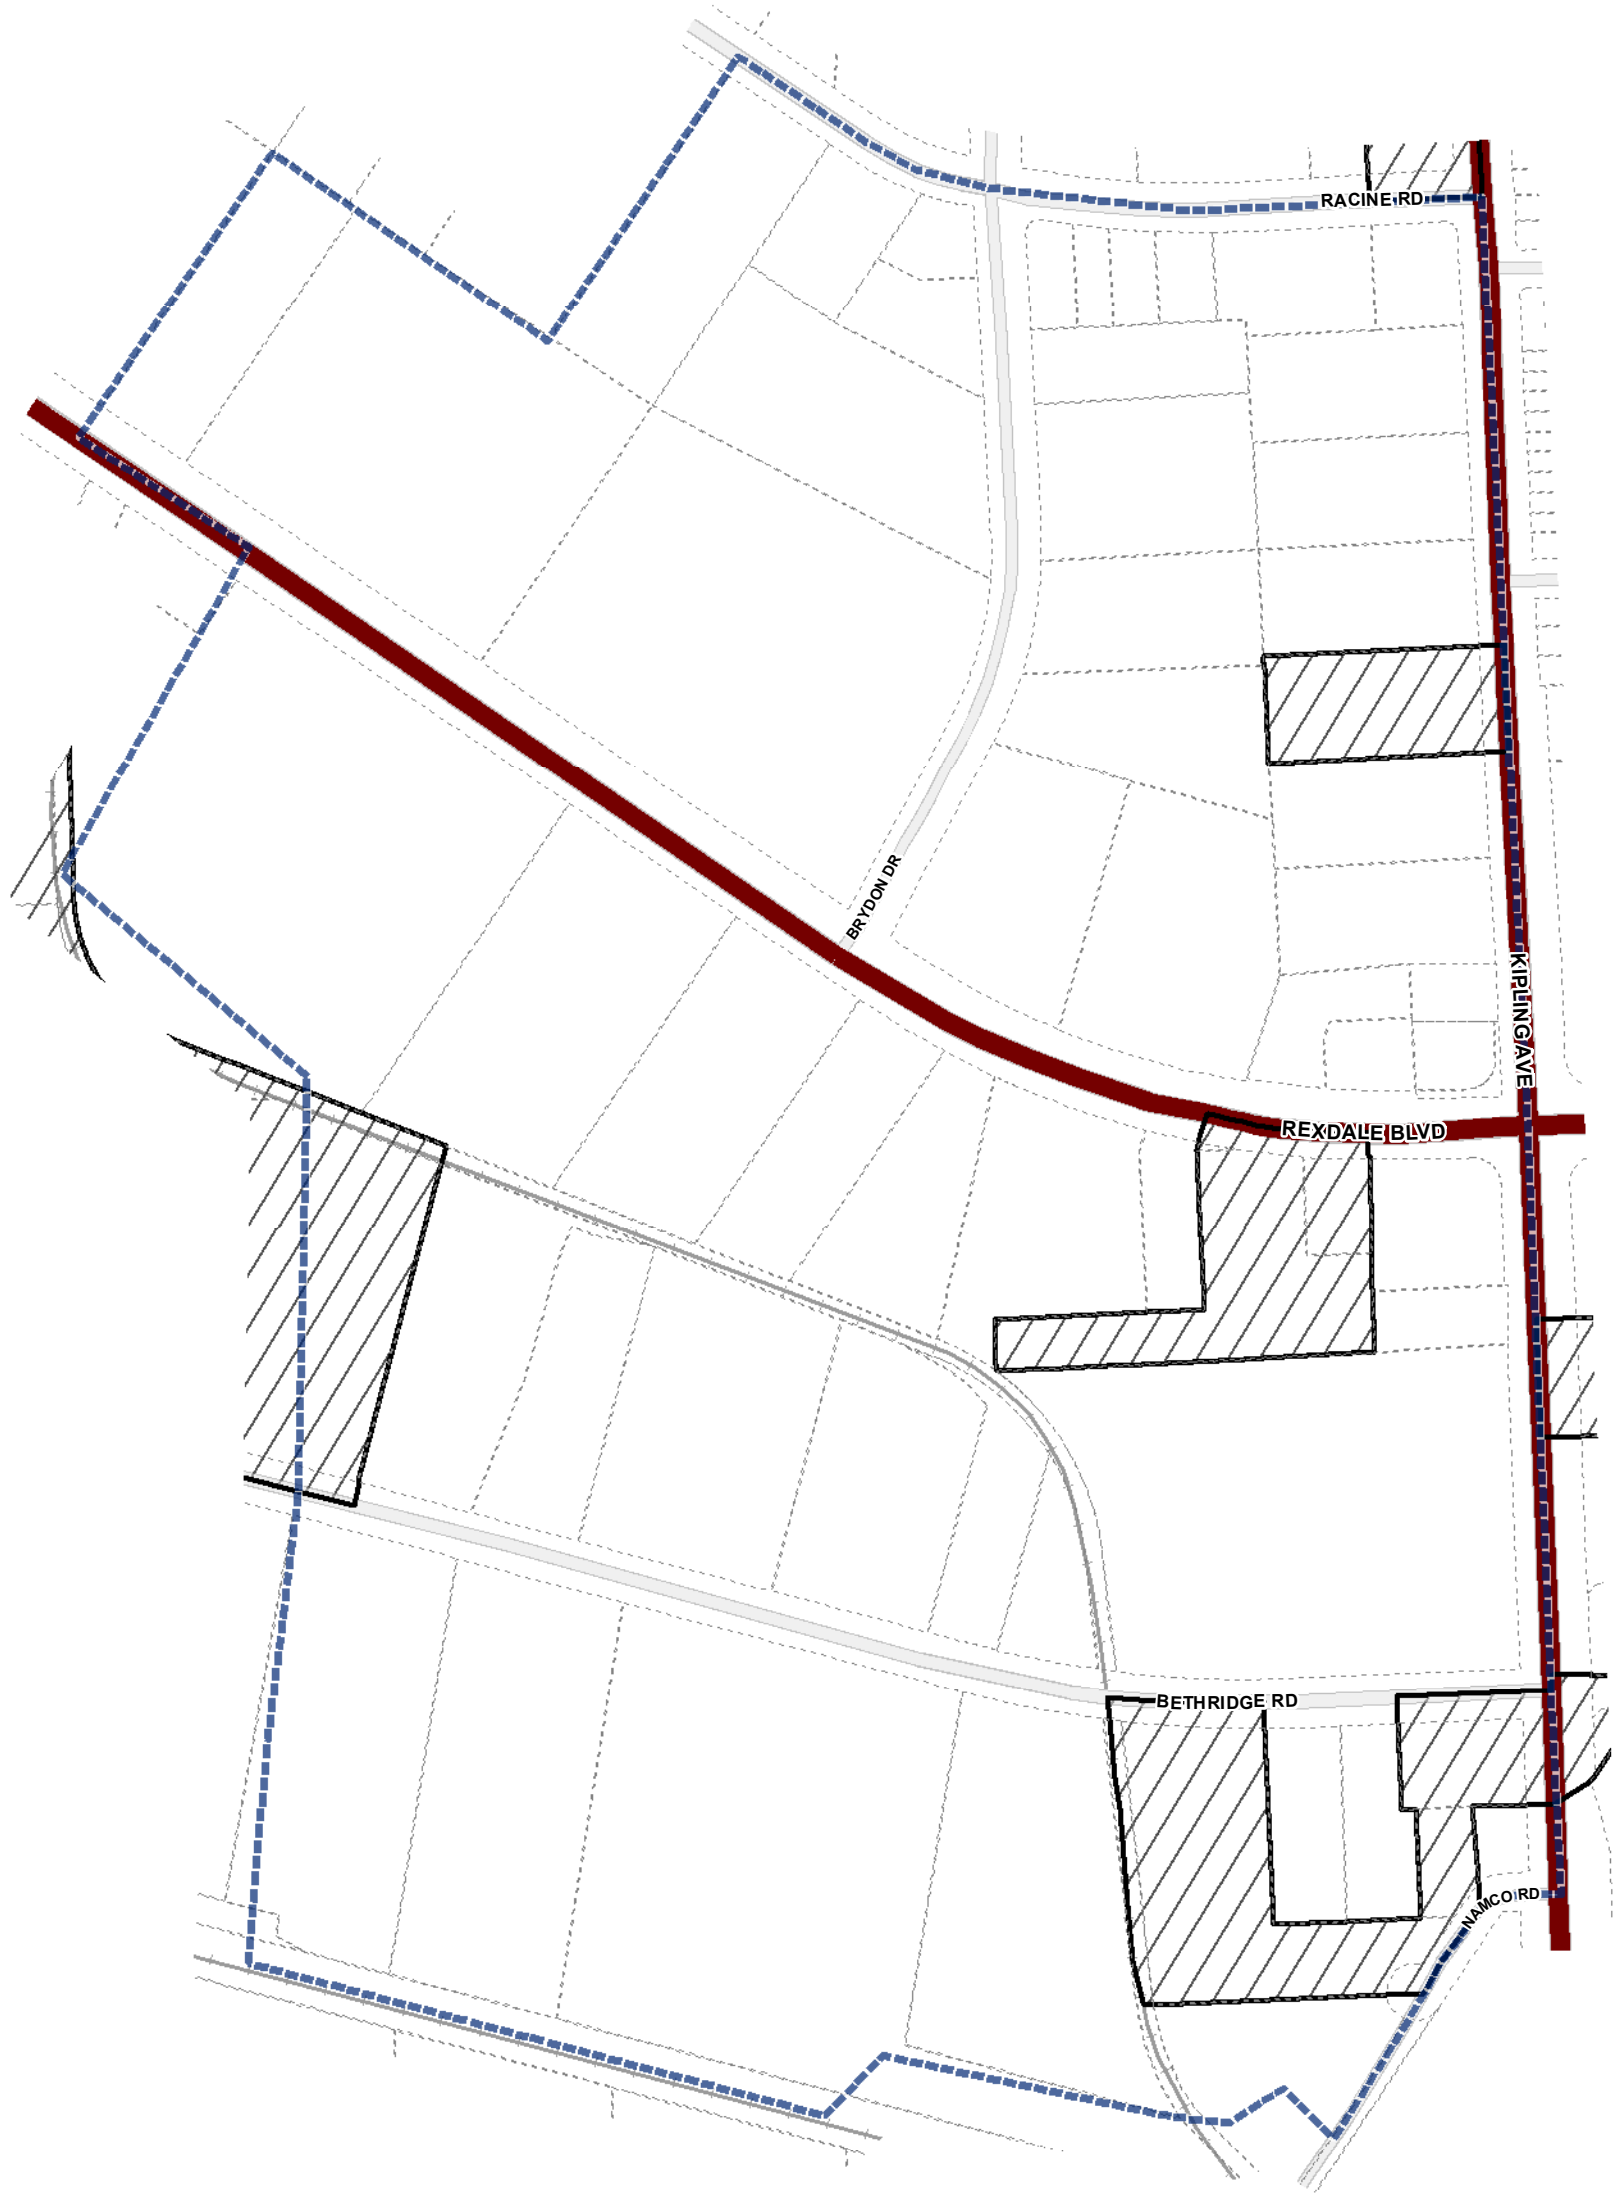 RACINE RD
BRYDON DR
KIPLING AVE
REXDALE BLVD
BETHRIDGE RD
NAMCO RD